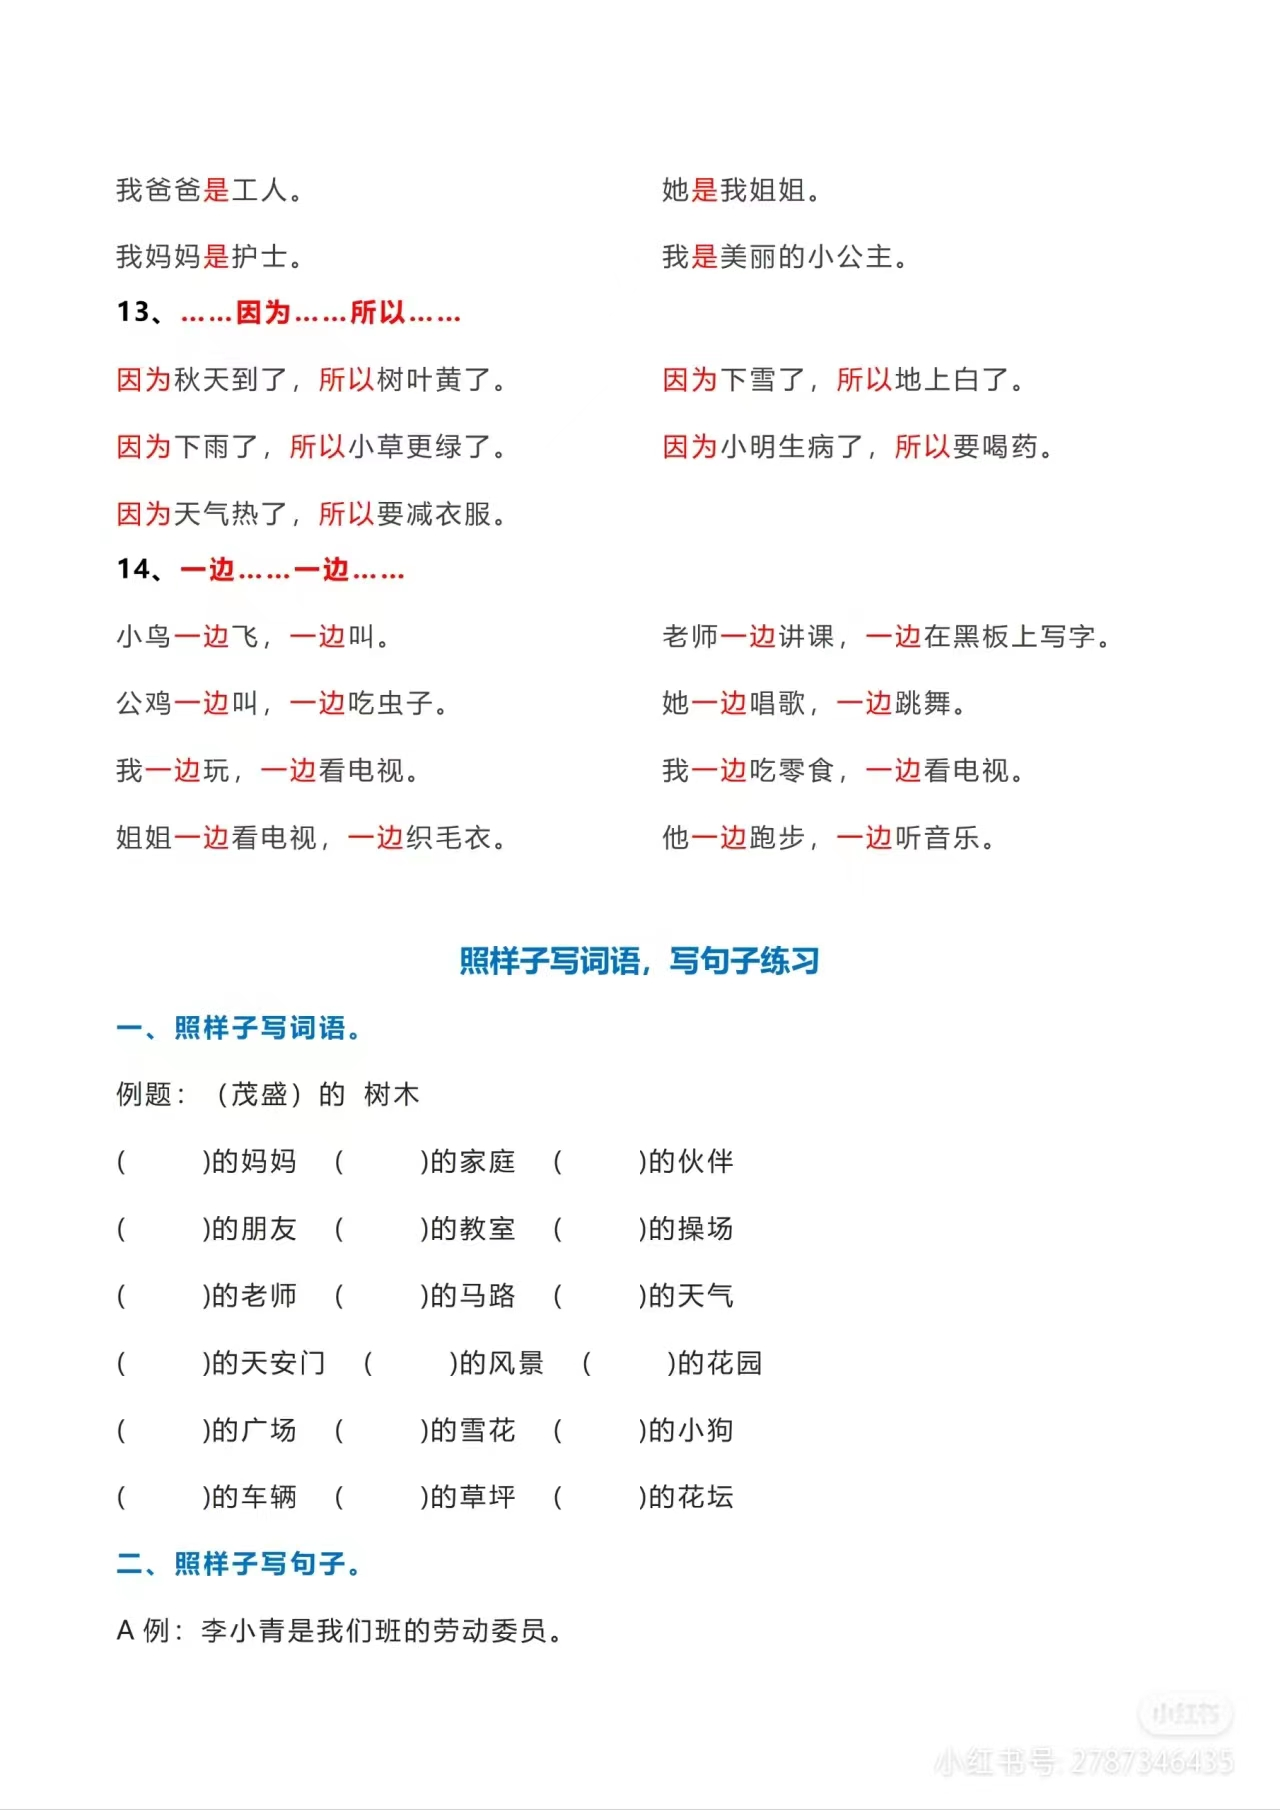 我爸爸是工人。 她是我姐姐。
我妈妈是护士。 我是美丽的小公主。
13、……因为……所以……
因为秋天到了，所以树叶黄了。 因为下雪了，所以地上白了。
因为下雨了，所以小草更绿了。 因为小明生病了，所以要喝药。
因为天气热了，所以要减衣服。
14、一边……一边……
小鸟一边飞，一边叫。 老师一边讲课，一边在黑板上写字。
公鸡一边叫，一边吃虫子。 她一边唱歌，一边跳舞。
我一边玩，一边看电视。 我一边吃零食，一边看电视。
姐姐一边看电视，一边织毛衣。 他一边跑步，一边听音乐。
照样子写词语，写句子练习
一、照样子写词语。
例题：（茂盛）的 树木
( )的妈妈 ( )的家庭 ( )的伙伴
( )的朋友 ( )的教室 ( )的操场
( )的老师 ( )的马路 ( )的天气
( )的天安门 ( )的风景 ( )的花园
( )的广场 ( )的雪花 ( )的小狗
( )的车辆 ( )的草坪 ( )的花坛
二、照样子写句子。
A 例：李小青是我们班的劳动委员。
小红书
小红书号: 2787346435